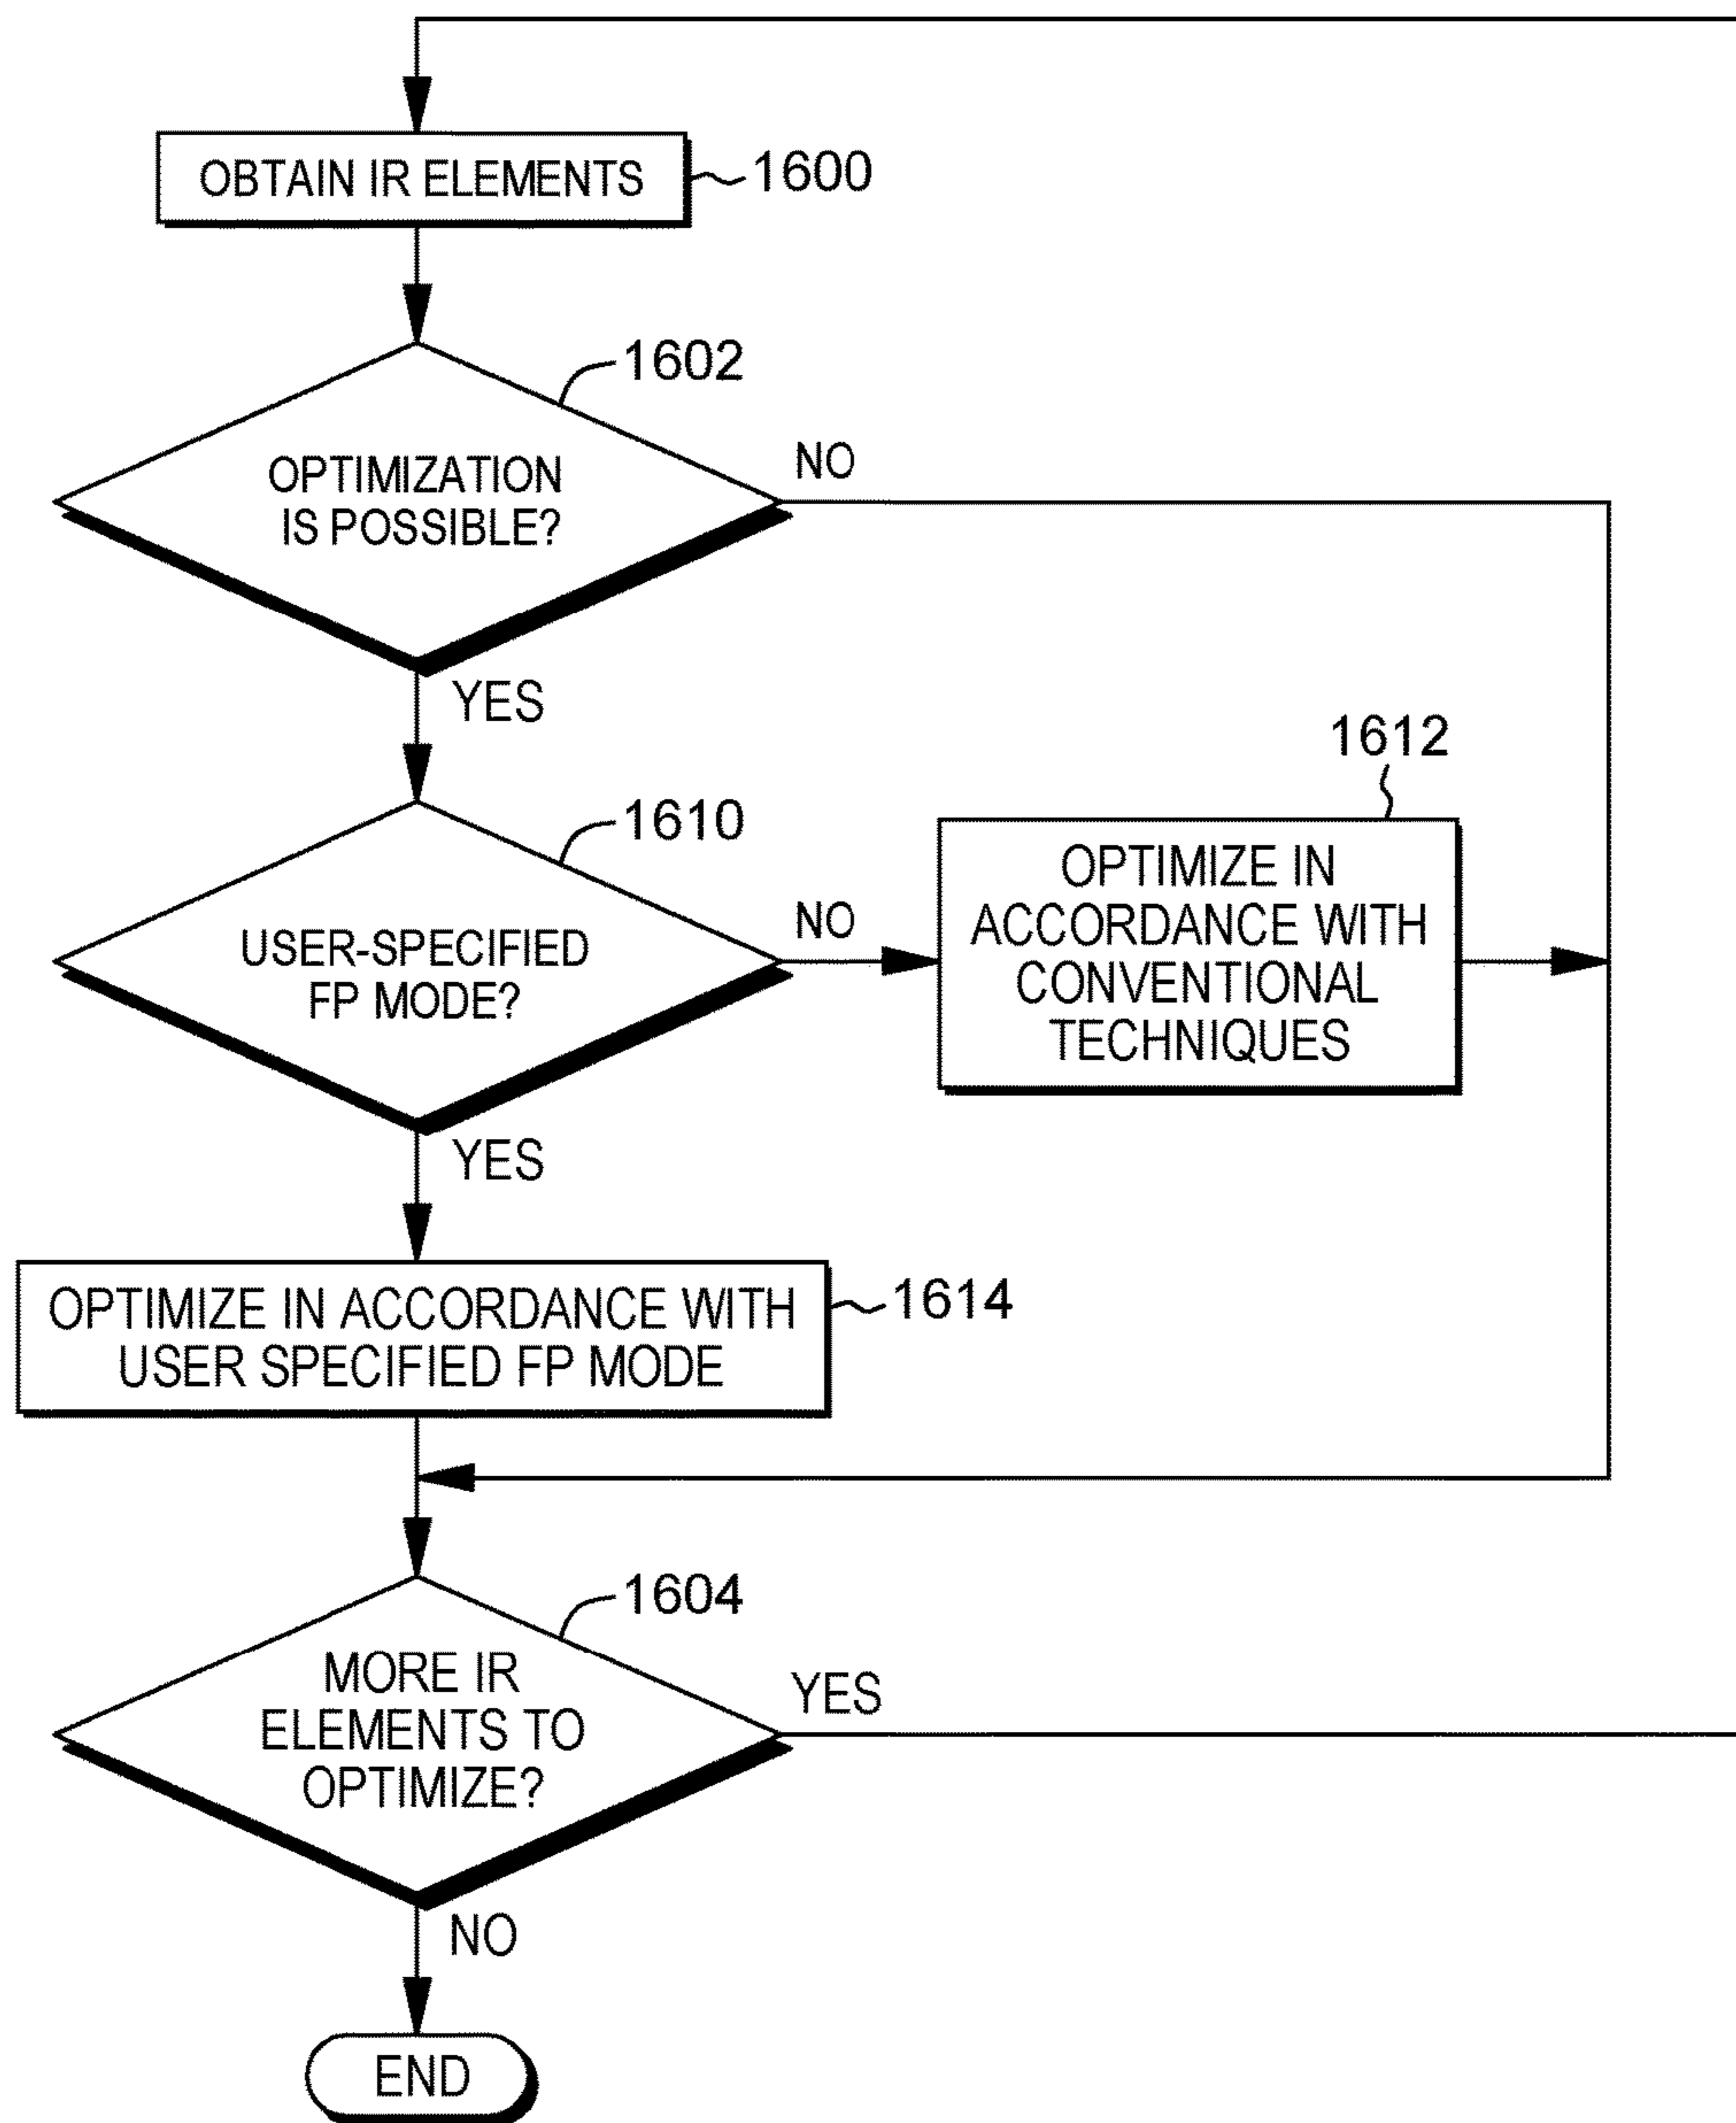 OBTAIN IR ELEMENTS
1600
1602
OPTIMIZATION
IS POSSIBLE?
NO
YES
1610
USER-SPECIFIED
FP MODE?
NO
1612
OPTIMIZE IN
ACCORDANCE WITH
CONVENTIONAL
TECHNIQUES
YES
OPTIMIZE IN ACCORDANCE WITH
USER SPECIFIED FP MODE
1614
1604
MORE IR
ELEMENTS TO
OPTIMIZE?
YES
NO
END